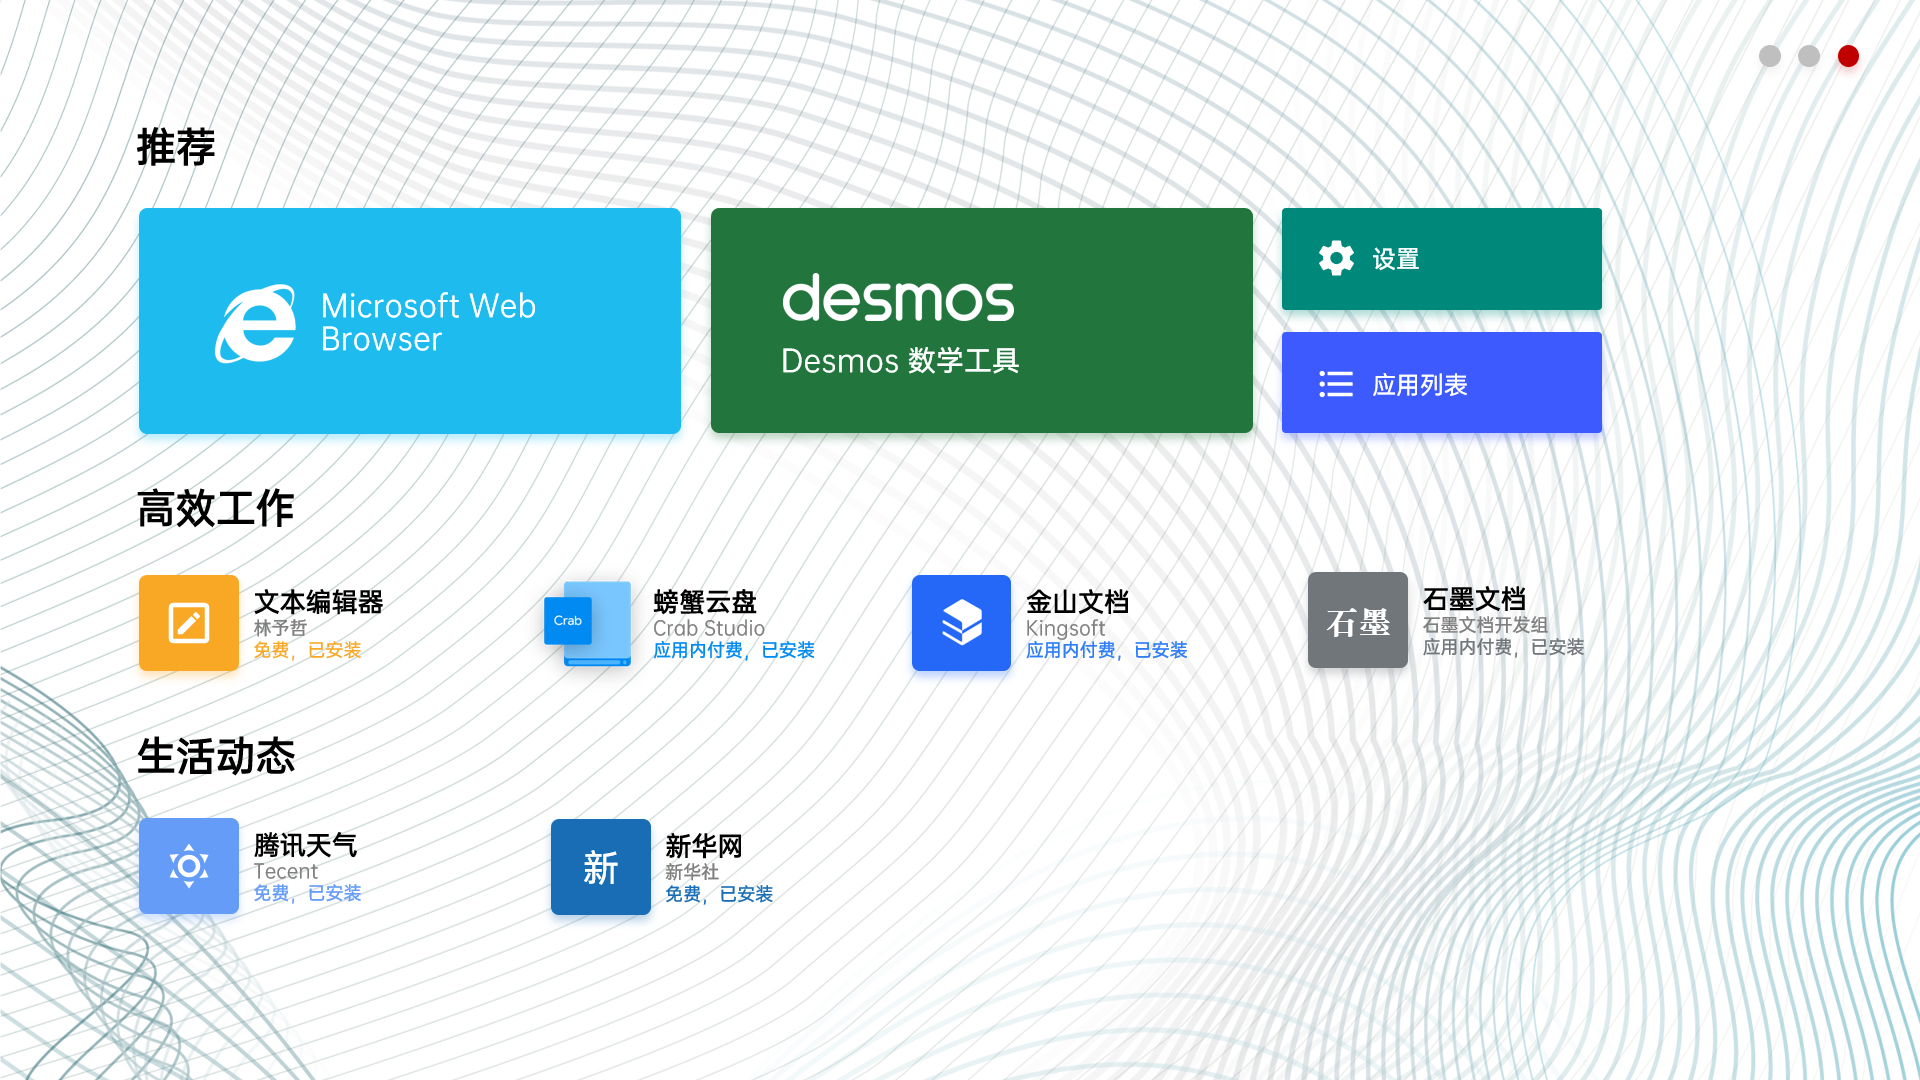 推荐
Microsoft Web
Browser
desmos
Desmos 数学工具
设置
应用列表
高效工作
文本编辑器
林予哲
免费，已安装
Crab
螃蟹云盘
Crab Studio
应用内付费，已安装
金山文档
Kingsoft
应用内付费，已安装
石墨
石墨文档
石墨文档开发组
应用内付费，已安装
生活动态
腾讯天气
Tecent
免费，已安装
新
新华网
新华社
免费，已安装